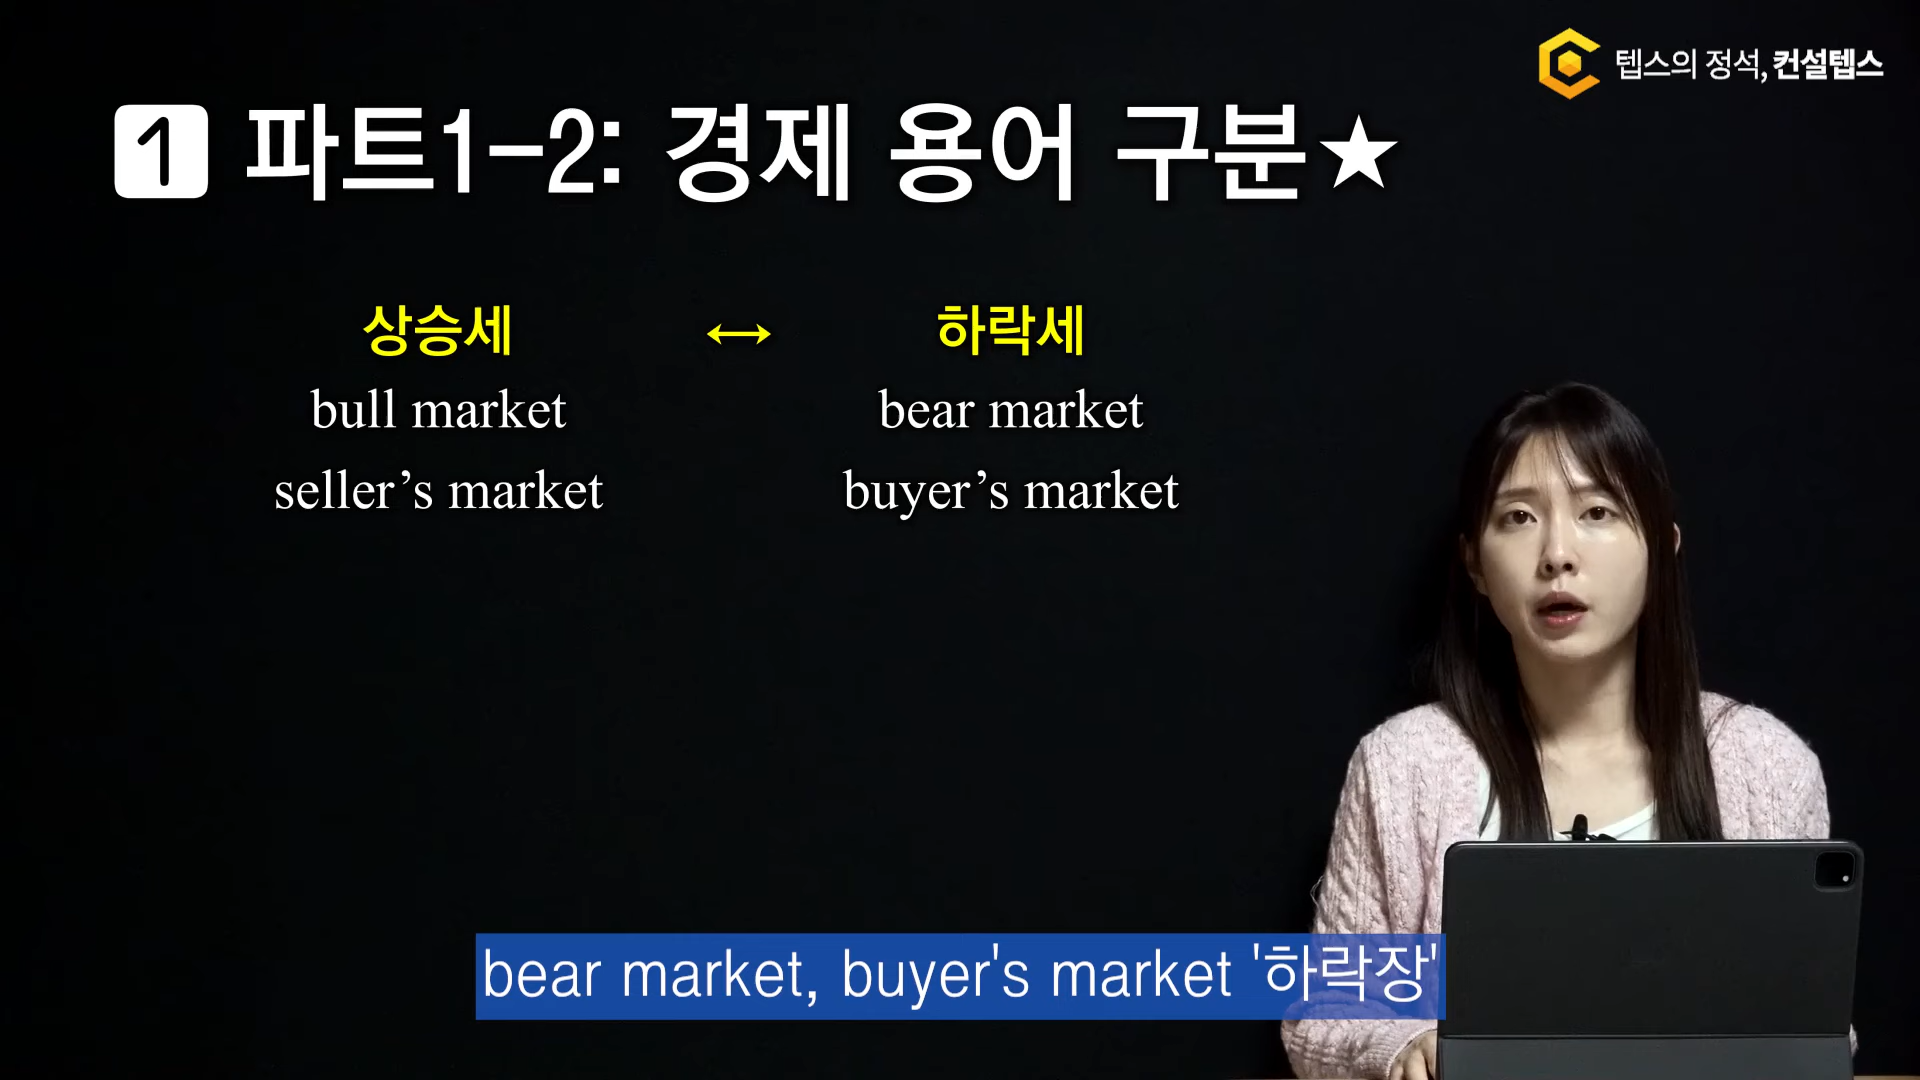 텝스의 정석, 컨설텝스
1 파트1-2: 경제 용어 구분★
상승세 ↔ 하락세
bull market bear market
seller’s market buyer’s market
bear market, buyer's market '하락장'